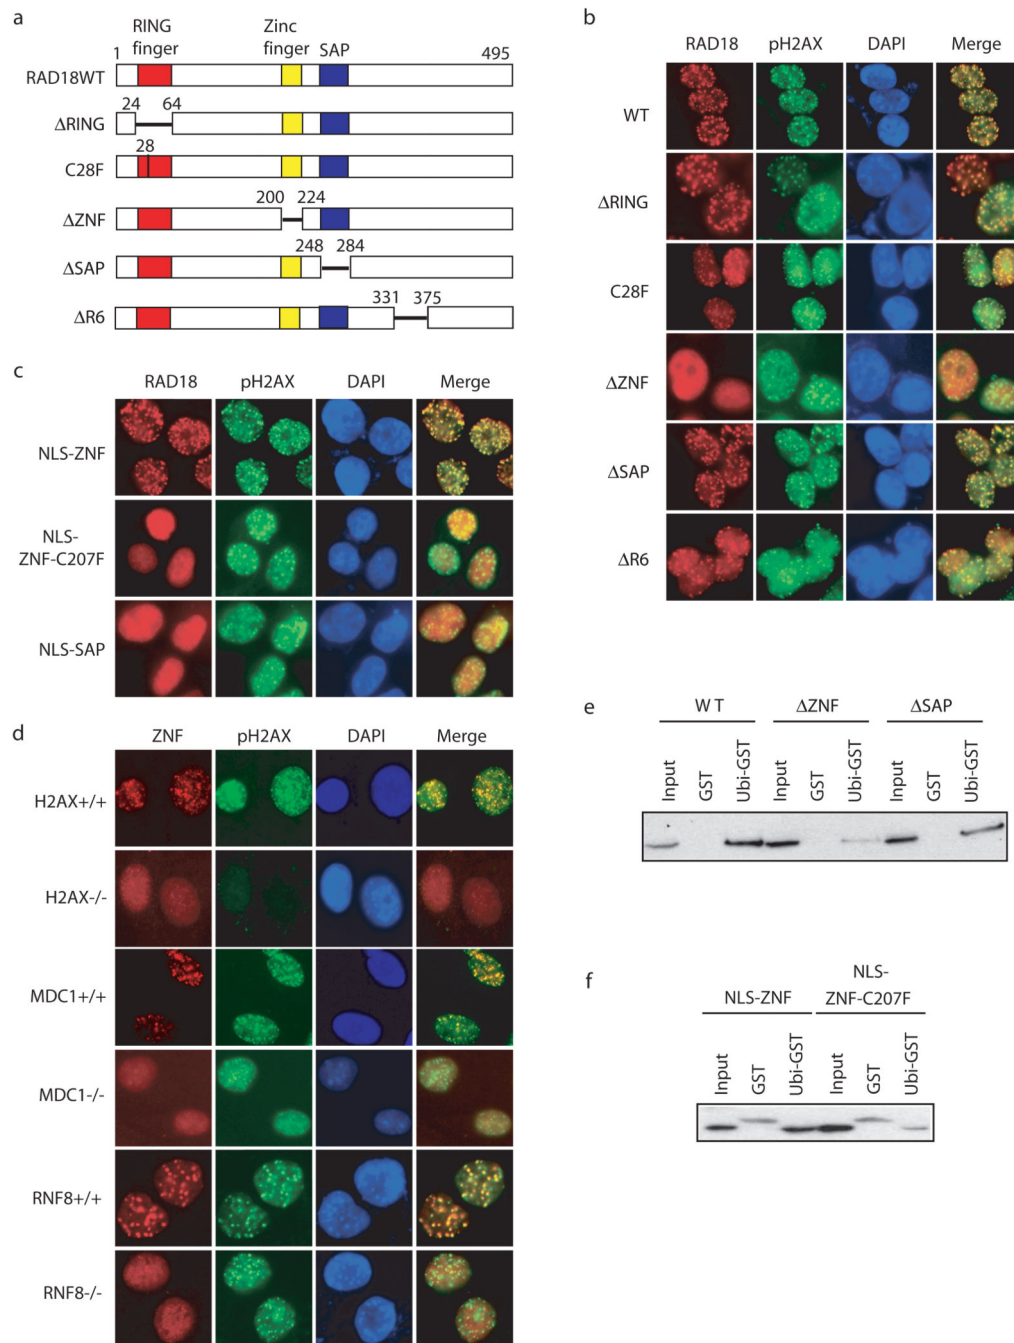 a
RING finger
Zinc finger
SAP
1
495
RAD18WT
24
64
ΔRING
28
C28F
200
224
ΔZNF
248
284
ΔSAP
331
375
ΔR6
b
RAD18 pH2AX DAPI Merge
WT
ΔRING
C28F
ΔZNF
ΔSAP
ΔR6
c
RAD18 pH2AX DAPI Merge
NLS-ZNF
NLS-
ZNF-C207F
NLS-SAP
d
ZNF pH2AX DAPI Merge
H2AX+/+
H2AX-/-
MDC1+/+
MDC1-/-
RNF8+/+
RNF8-/-
e
WT ΔZNF ΔSAP
Input GST Ubi-GST Input GST Ubi-GST Input GST Ubi-GST
f
NLS-ZNF
NLS-
ZNF-C207F
Input GST Ubi-GST Input GST Ubi-GST